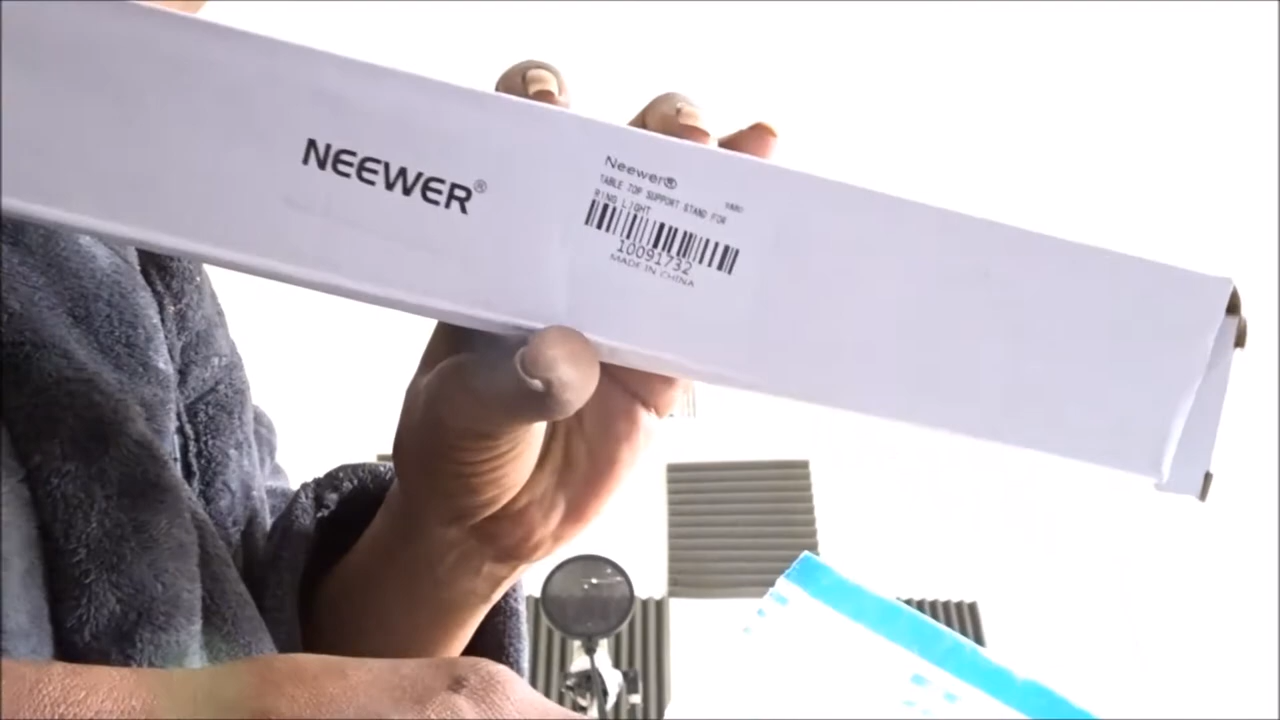 NEEWER®
Neewer®
TABLE TOP SUPPORT STAND FOR
RING LIGHT
10091732
MADE IN CHINA